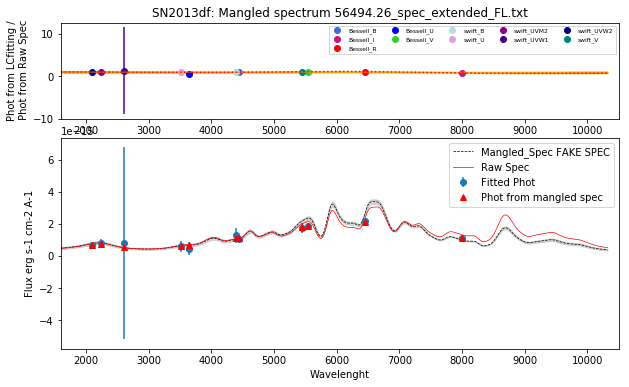 SN2013df: Mangled spectrum 56494.26_spec_extended_FL.txt
Phot from LCfitting /
Phot from Raw Spec
10
0
−10
Bessell_B Bessell_U swift_B swift_UVM2 swift_UVW2
Bessell_I Bessell_V swift_U swift_UVW1 swift_V
Bessell_R
2000 3000 4000 5000 6000 7000 8000 9000 10000
1e−15
Flux erg s-1 cm-2 A-1
6
4
2
0
−2
−4
Mangled_Spec FAKE SPEC
Raw Spec
Fitted Phot
Phot from mangled spec
2000 3000 4000 5000 6000 7000 8000 9000 10000
Wavelenght